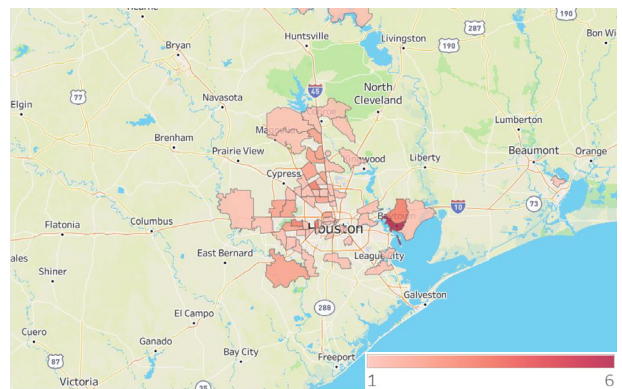 190
Huntsville
Livingston
287
Bryan
190
Bon Wi
45
77
Navasota
North
Cleveland
Elgin
Lumberton
Brenham
Prairie View
Liberty
Beaumont
Orange
Cypress
10
73
Flatonia
Columbus
Houston
East Bernard
League City
Shiner
288
Galveston
El Campo
Cuero
Ganado
87
Bay City
Freeport
Victoria
35
1
6